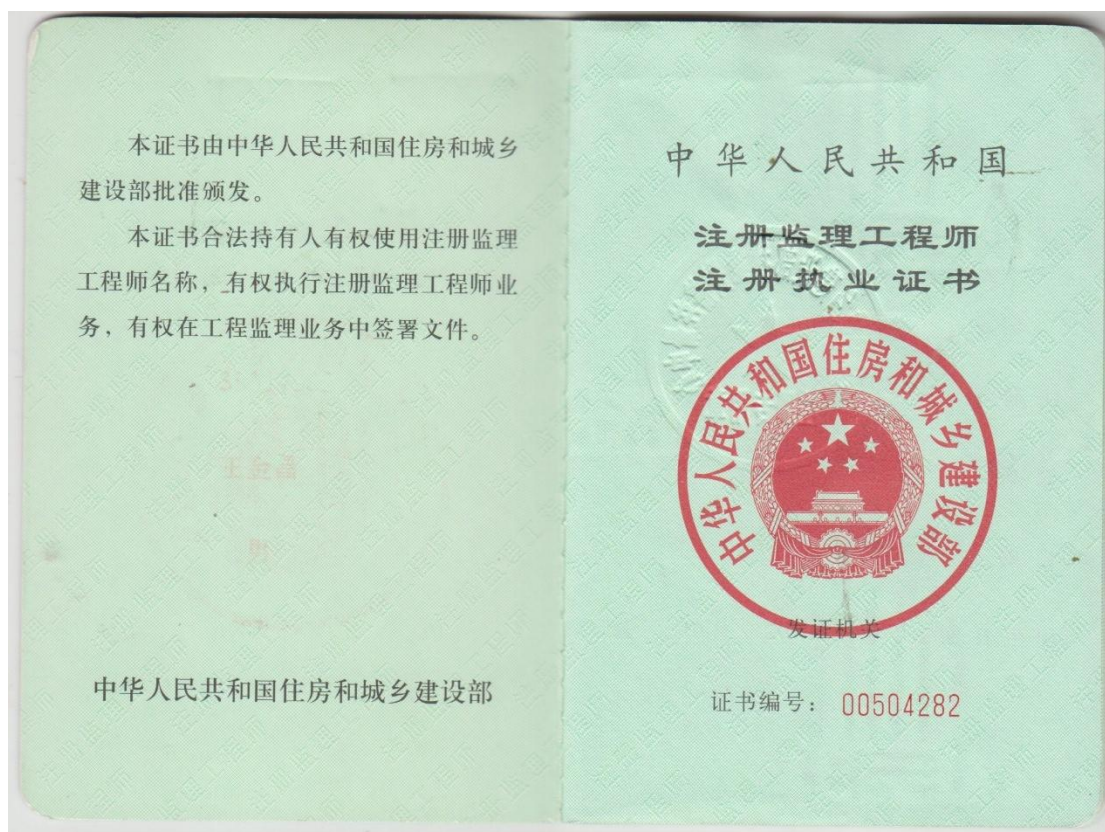 本证书由中华人民共和国住房和城乡
建设部批准颁发。
本证书合法持有人有权使用注册监理
工程师名称，有权执行注册监理工程师业
务，有权在工程监理业务中签署文件。
中华人民共和国住房和城乡建设部
中华人民共和国
注册监理工程师
注册执业证书
中华人民共和国住房和城乡建设部
发证机关
证书编号：00504282